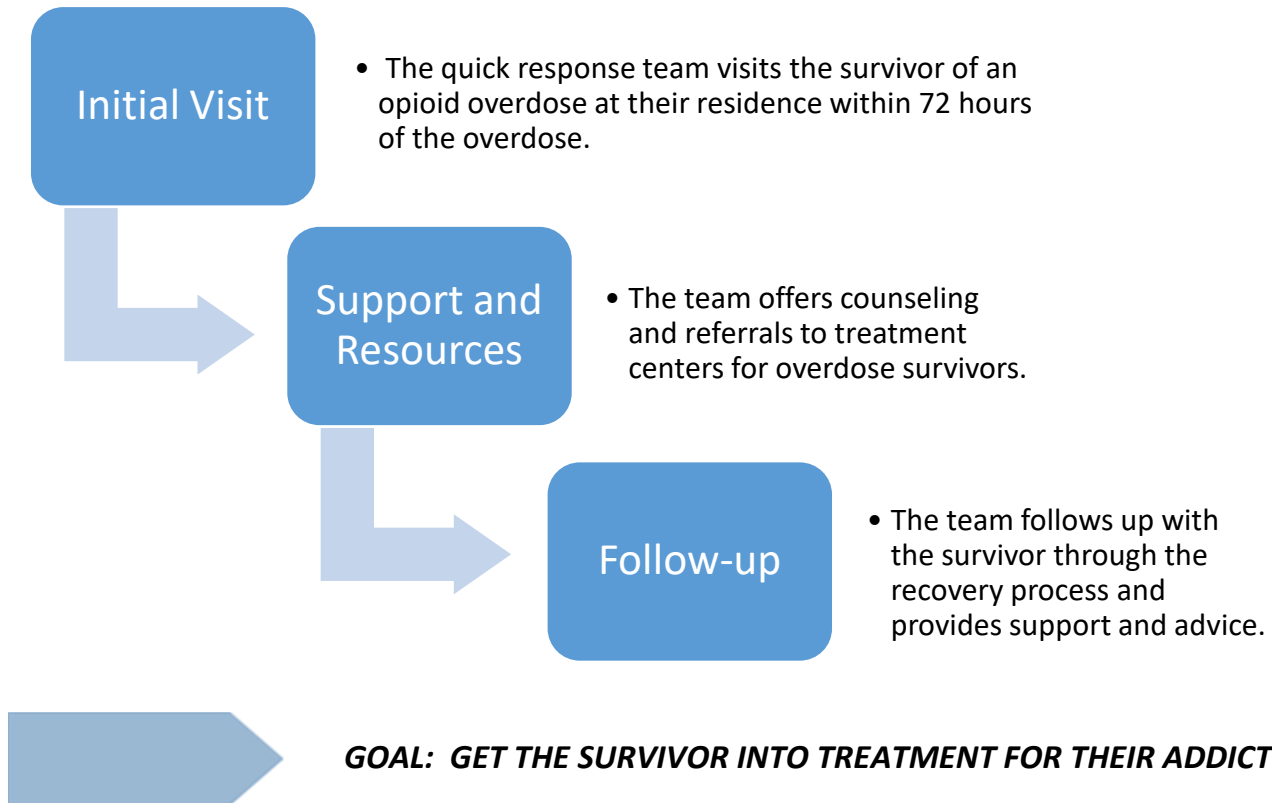 Initial Visit
• The quick response team visits the survivor of an
opioid overdose at their residence within 72 hours
of the overdose.
Support and
Resources
• The team offers counseling
and referrals to treatment
centers for overdose survivors.
Follow-up
• The team follows up with
the survivor through the
recovery process and
provides support and advice.
GOAL: GET THE SURVIVOR INTO TREATMENT FOR THEIR ADDICT